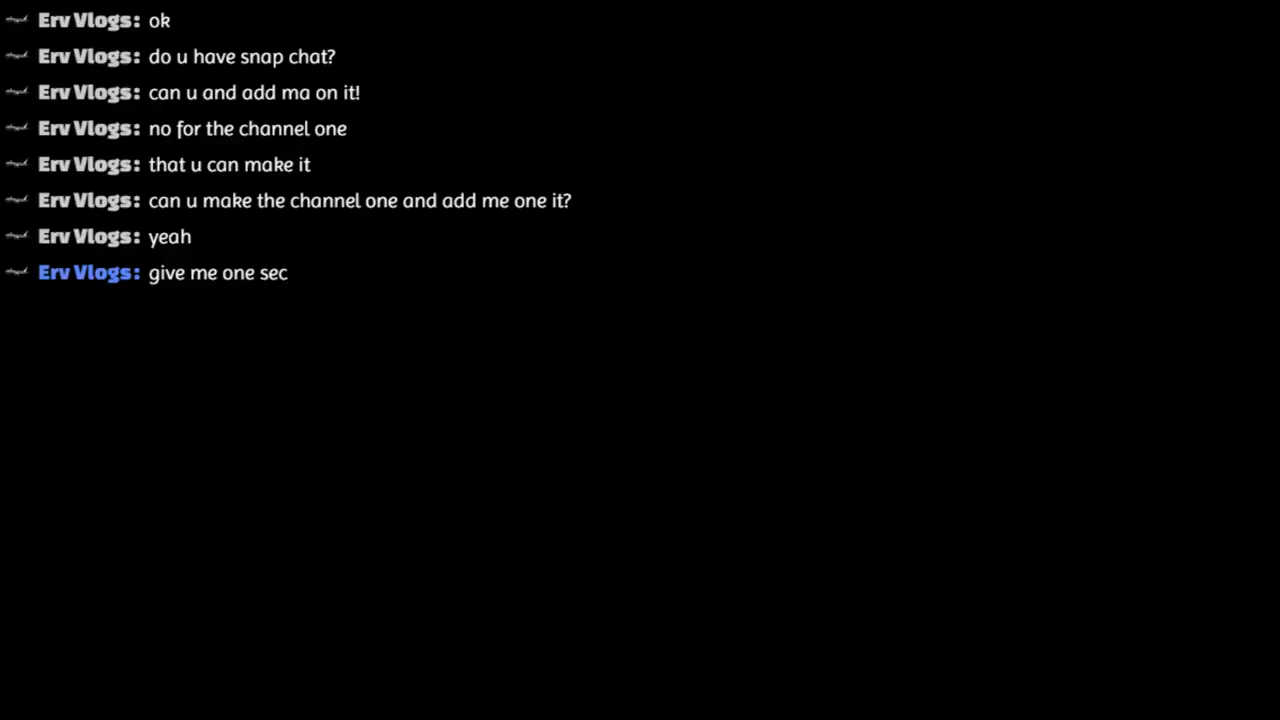 Erv Vlogs: ok
Erv Vlogs: do u have snap chat?
Erv Vlogs: can u and add ma on it!
Erv Vlogs: no for the channel one
Erv Vlogs: that u can make it
Erv Vlogs: can u make the channel one and add me one it?
Erv Vlogs: yeah
Erv Vlogs: give me one sec